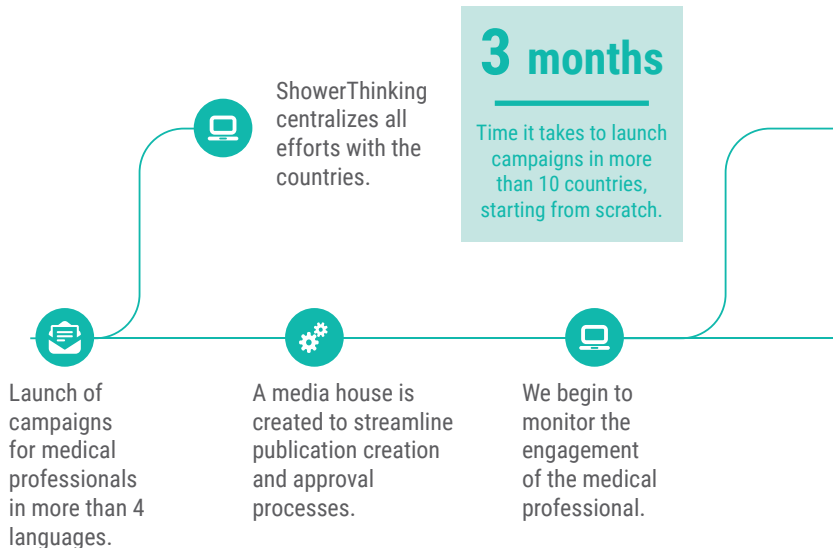 ShowerThinking
centralizes all
efforts with the
countries.
3 months
Time it takes to launch
campaigns in more
than 10 countries,
starting from scratch.
Launch of
campaigns
for medical
professionals
in more than 4
languages.
A media house is
created to streamline
publication creation
and approval
processes.
We begin to
monitor the
engagement
of the medical
professional.